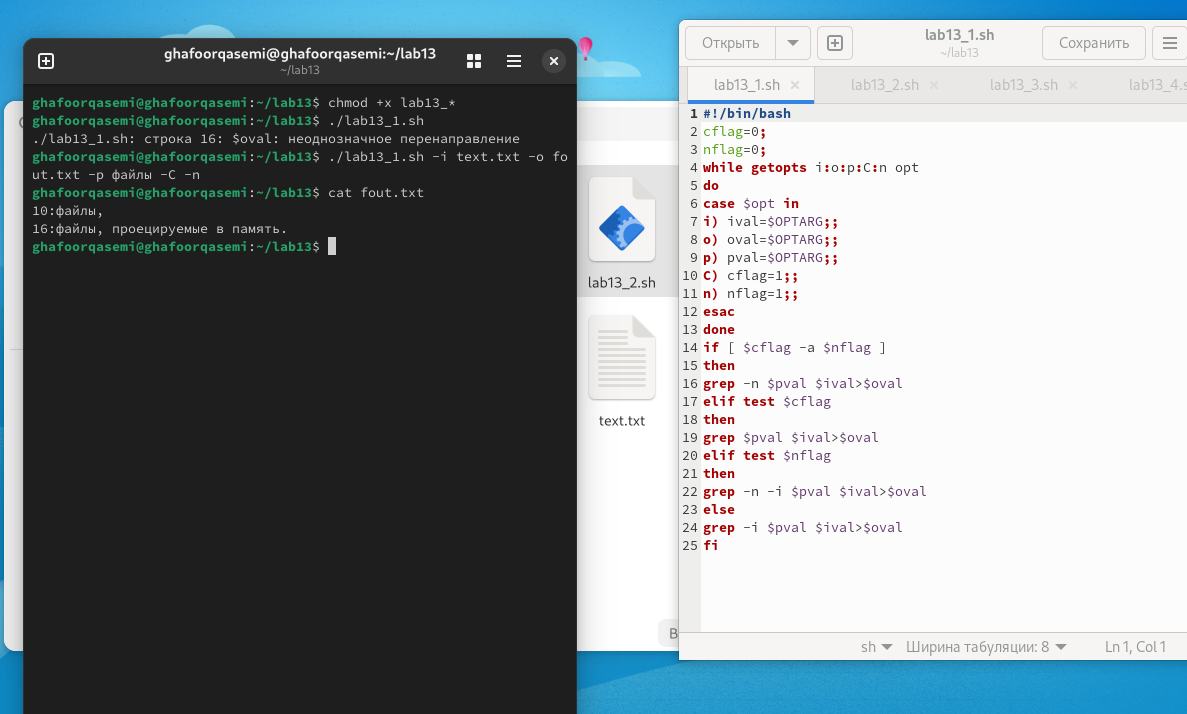 ghafoorqasemi@ghafoorqasemi:~/lab13
~/lab13
ghafoorqasemi@ghafoorqasemi:~/lab13$ chmod +x lab13_*
ghafoorqasemi@ghafoorqasemi:~/lab13$ ./lab13_1.sh
./lab13_1.sh: строка 16: $oval: неоднозначное перенаправление
ghafoorqasemi@ghafoorqasemi:~/lab13$ ./lab13_1.sh -i text.txt -o fo
ut.txt -p файлы -C -n
ghafoorqasemi@ghafoorqasemi:~/lab13$ cat fout.txt
10:файлы,
16:файлы, проецируемые в память.
ghafoorqasemi@ghafoorqasemi:~/lab13$
lab13_2.sh
text.txt
Открыть
lab13_1.sh
~/lab13
Сохранить
lab13_1.sh
lab13_2.sh
lab13_3.sh
lab13_4.s
1 #!/bin/bash
2 cflag=0;
3 nflag=0;
4 while getopts i:o:p:C:n opt
5 do
6 case $opt in
7 i) ival=$OPTARG;;
8 o) oval=$OPTARG;;
9 p) pval=$OPTARG;;
10 C) cflag=1;;
11 n) nflag=1;;
12 esac
13 done
14 if [ $cflag -a $nflag ]
15 then
16 grep -n $pval $ival>$oval
17 elif test $cflag
18 then
19 grep $pval $ival>$oval
20 elif test $nflag
21 then
22 grep -n -i $pval $ival>$oval
23 else
24 grep -i $pval $ival>$oval
25 fi
sh
Ширина табуляции: 8
Ln 1, Col 1